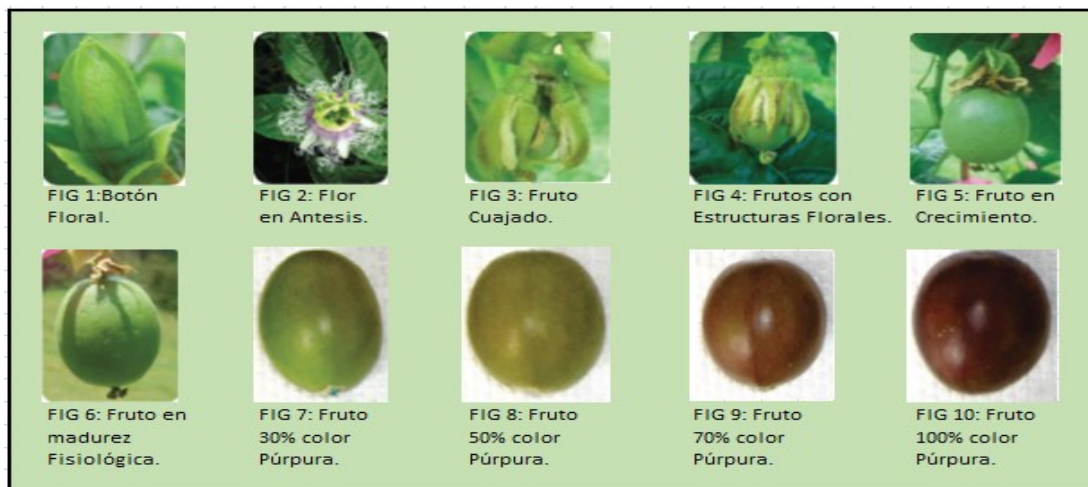 FIG 1:Botón
Floral.
FIG 2: Flor
en Antesis.
FIG 3: Fruto
Cuajado.
FIG 4: Frutos con
Estructuras Florales.
FIG 5: Fruto en
Crecimiento.
FIG 6: Fruto en
madurez
Fisiológica.
FIG 7: Fruto
30% color
Púrpura.
FIG 8: Fruto
50% color
Púrpura.
FIG 9: Fruto
70% color
Púrpura.
FIG 10: Fruto
100% color
Púrpura.